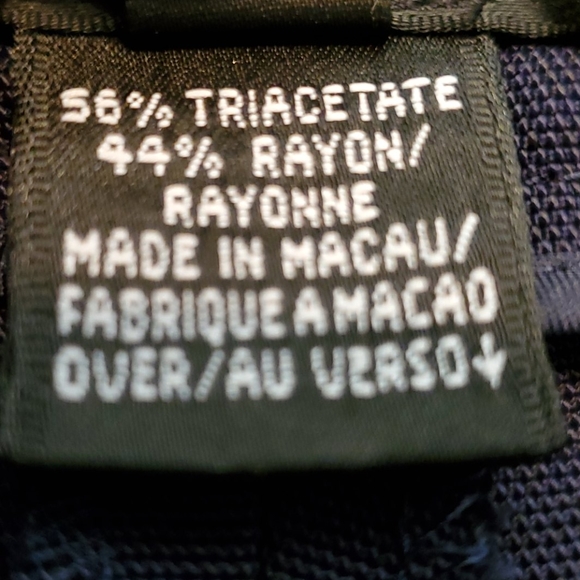 56% TRIACETATE
44% RAYON/
RAYONNE
MADE IN MACAU/
FABRIQUE A MACAO
OVER/AU VERSO↓